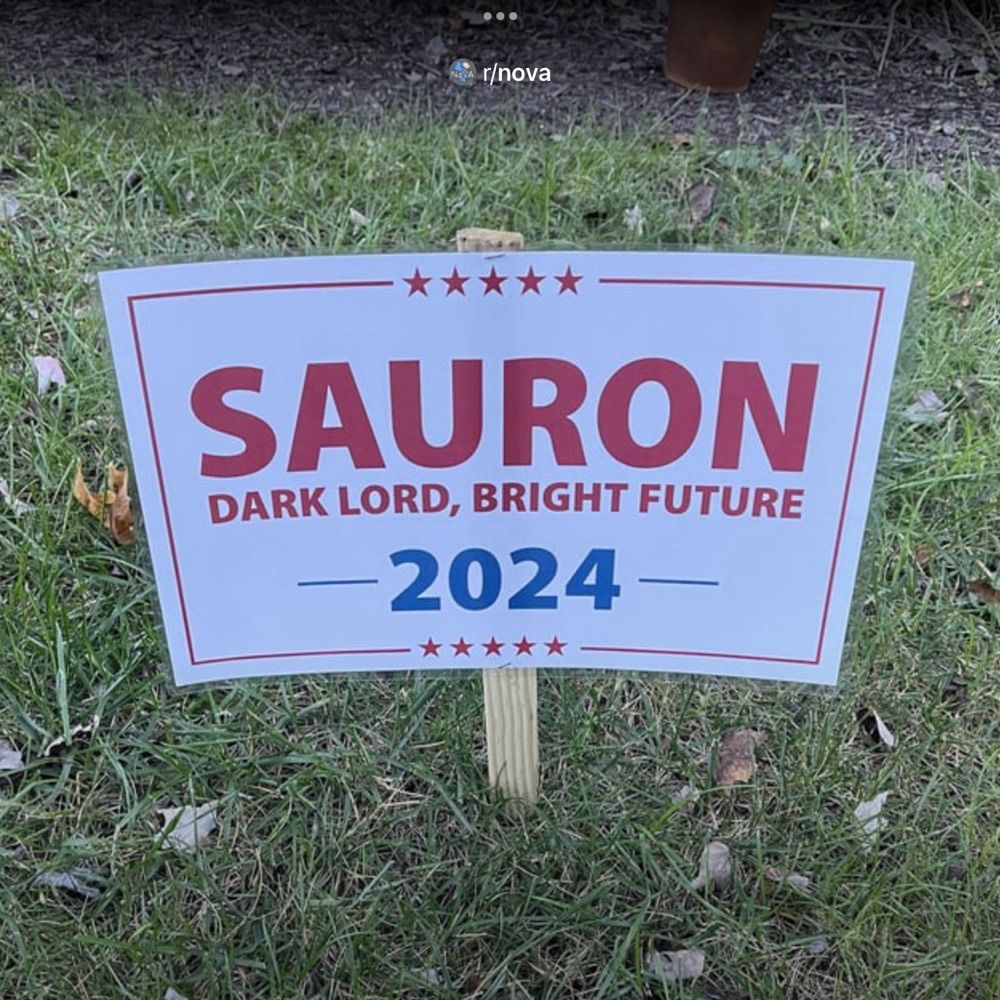 r/nova
SAURON
DARK LORD, BRIGHT FUTURE
2024